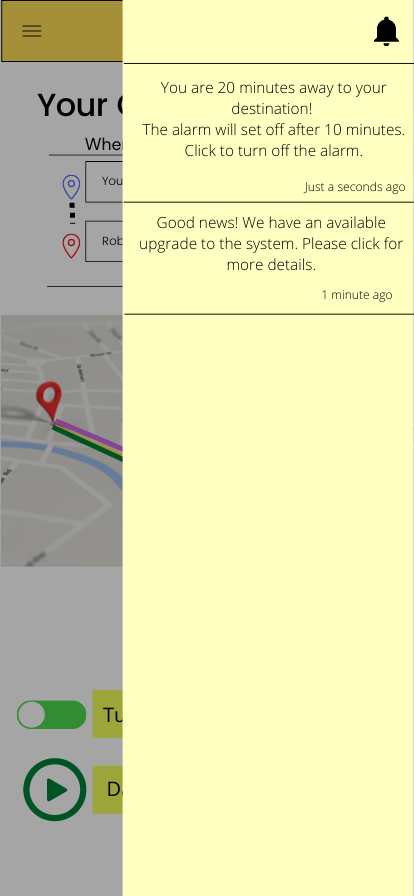 Your
Wher
You
Rob
You are 20 minutes away to your
destination!
The alarm will set off after 10 minutes.
Click to turn off the alarm.
Just a seconds ago
Good news! We have an available
upgrade to the system. Please click for
more details.
1 minute ago
Tu